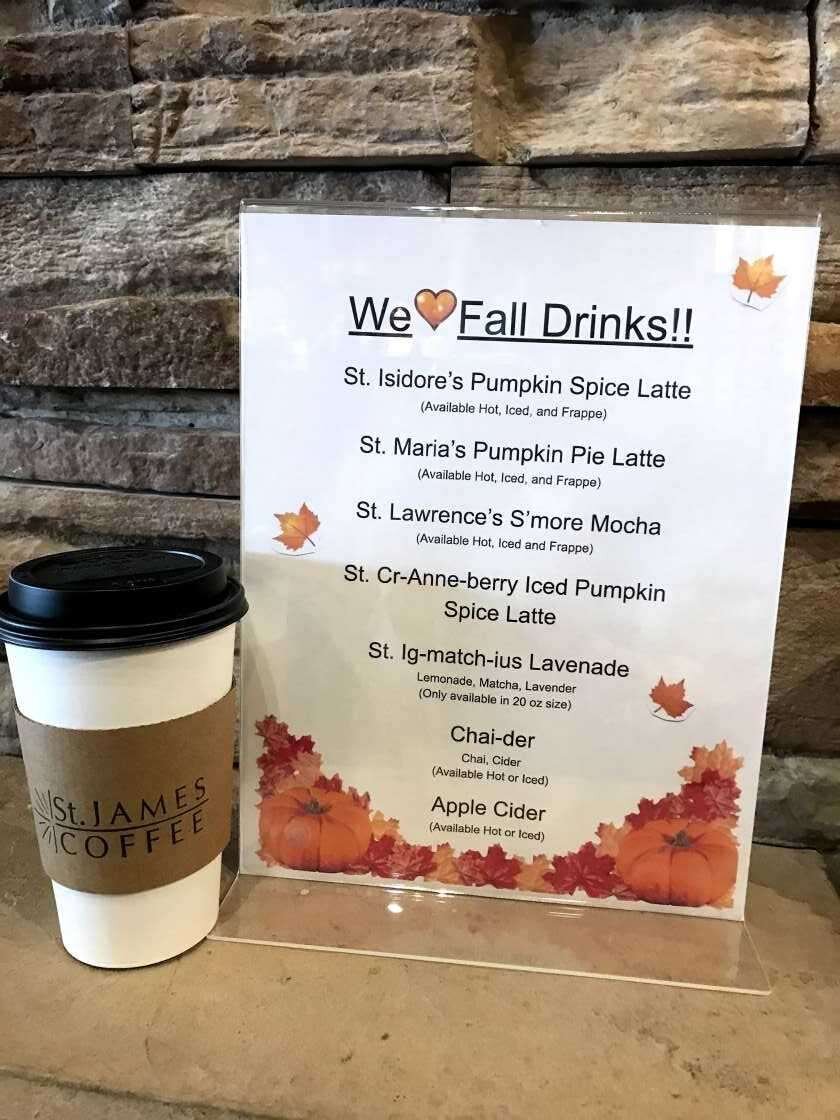 We Fall Drinks!!
St. Isidore's Pumpkin Spice Latte
(Available Hot, Iced, and Frappe)
St. Maria's Pumpkin Pie Latte
(Available Hot, Iced, and Frappe)
St. Lawrence's S'more Mocha
(Available Hot, Iced and Frappe)
St. Cr-Anne-berry Iced Pumpkin
Spice Latte
St. Ig-match-ius Lavenade
Lemonade, Matcha, Lavender
(Only available in 20 oz size)
Chai-der
Chai, Cider
(Available Hot or Iced)
Apple Cider
(Available Hot or Iced)
St. JAMES
COFFEE